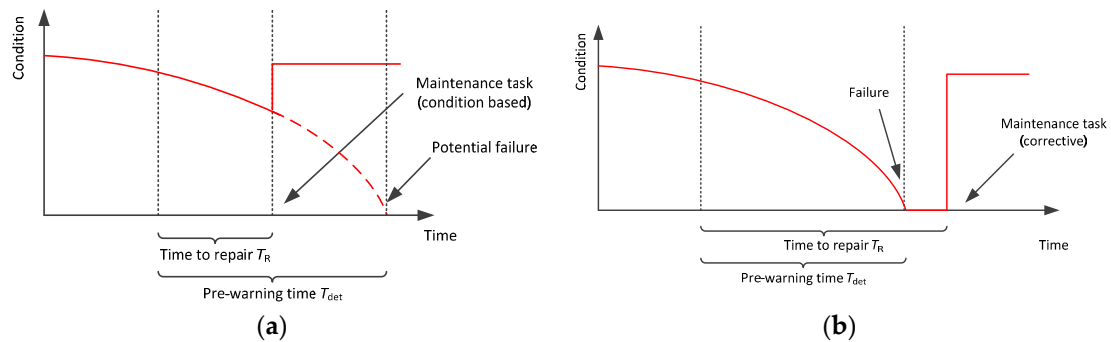 Condition
Maintenance task
(condition based)
Potential failure
Time
Time to repair TR
Pre-warning time Tdet
(a)
Condition
Failure
Maintenance task
(corrective)
Time to repair TR
Time
Pre-warning time Tdet
(b)